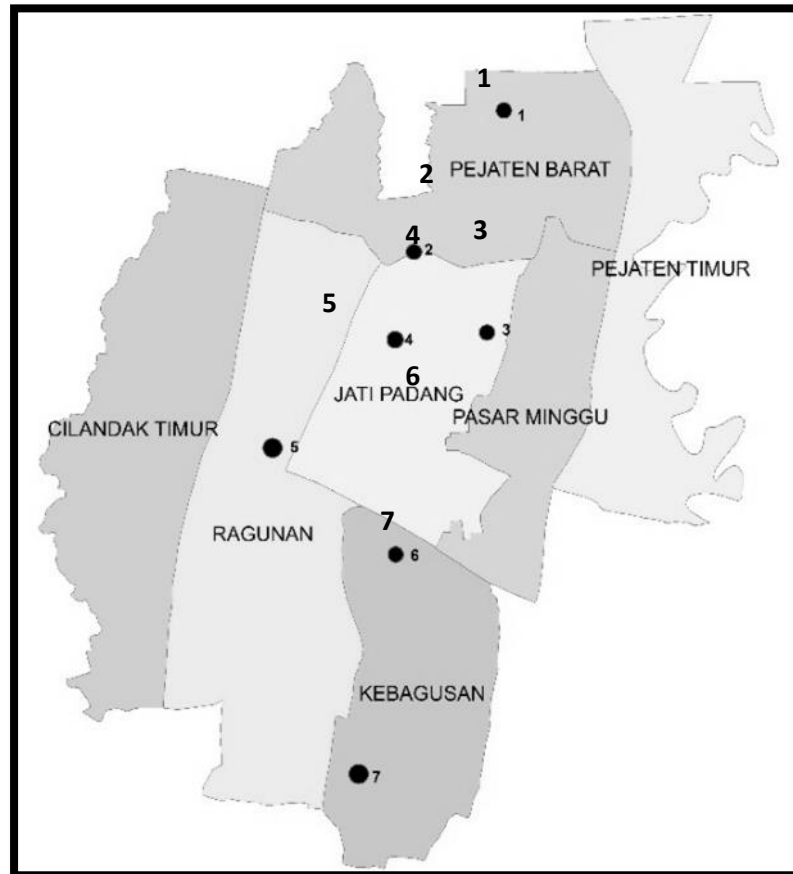 1
1
2
PEJATEN BARAT
4
3
2
PEJATEN TIMUR
5
3
4
6
JATI PADANG
PASAR MINGGU
CILANDAK TIMUR
5
7
RAGUNAN
6
KEBAGUSAN
7